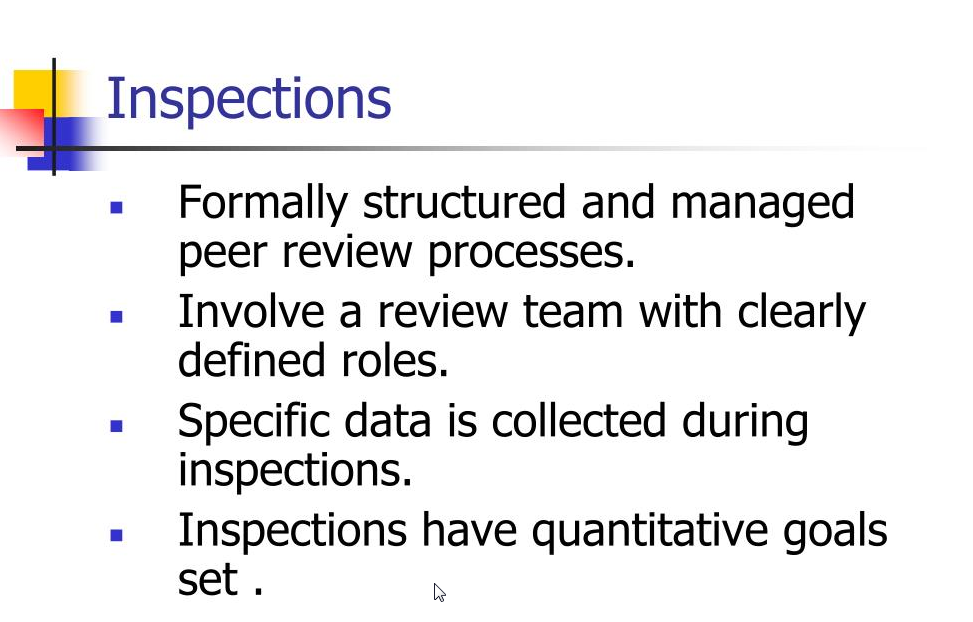 Inspections
Formally structured and managed
peer review processes.
Involve a review team with clearly
defined roles.
Specific data is collected during
inspections.
Inspections have quantitative goals
set .